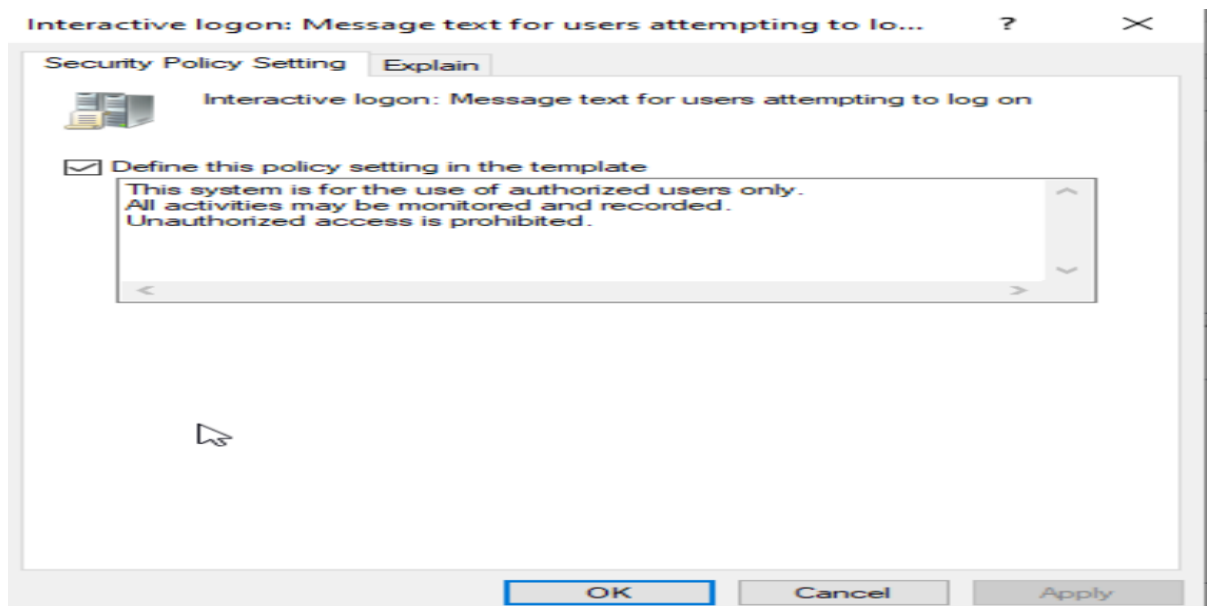 Interactive logon: Message text for users attempting to lo...
?
Security Policy Setting
Explain
Interactive logon: Message text for users attempting to log on
Define this policy setting in the template
This system is for the use of authorized users only.
All activities may be monitored and recorded.
Unauthorized access is prohibited.
OK
Cancel
Apply